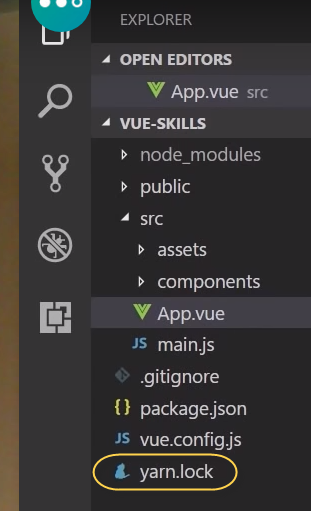 EXPLORER
OPEN EDITORS
App.vue src
VUE-SKILLS
node_modules
public
src
assets
components
App.vue
JS main.js
.gitignore
{} package.json
JS vue.config.js
yarn.lock